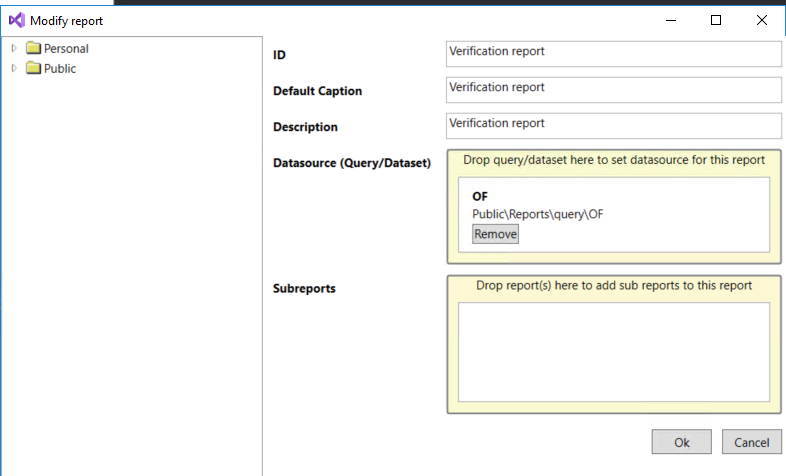 Modify report
Personal
Public
ID
Verification report
Default Caption
Verification report
Description
Verification report
Datasource (Query/Dataset)
Drop query/dataset here to set datasource for this report
OF
Public\Reports\query\OF
Remove
Subreports
Drop report(s) here to add sub reports to this report
Ok
Cancel